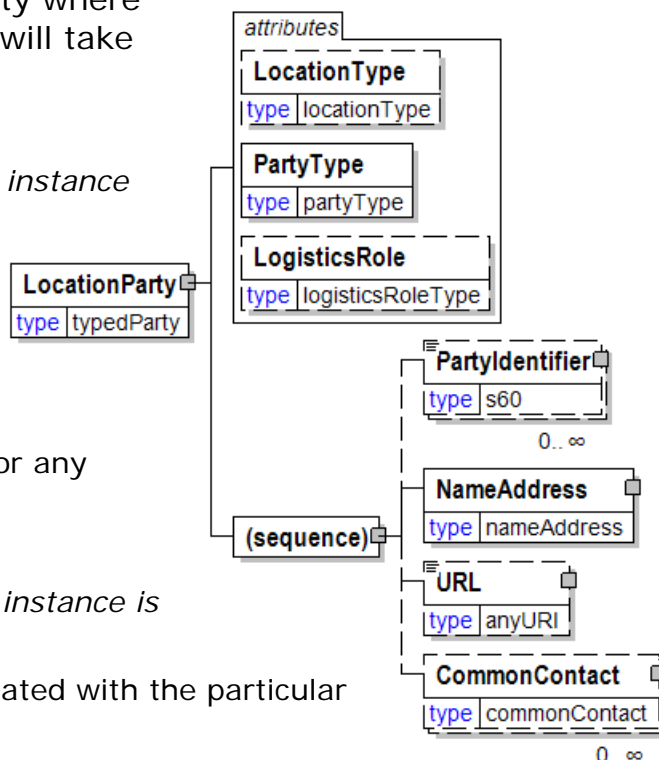 ty where
will take
instance
or any
instance is
ated with the particular
attributes
LocationType
type locationType
PartyType
type partyType
LogisticsRole
type logisticsRoleType
LocationParty
type typedParty
(sequence)
PartyIdentifier
type s60
0.. ∞
NameAddress
type nameAddress
URL
type anyURI
CommonContact
type commonContact
0.. ∞